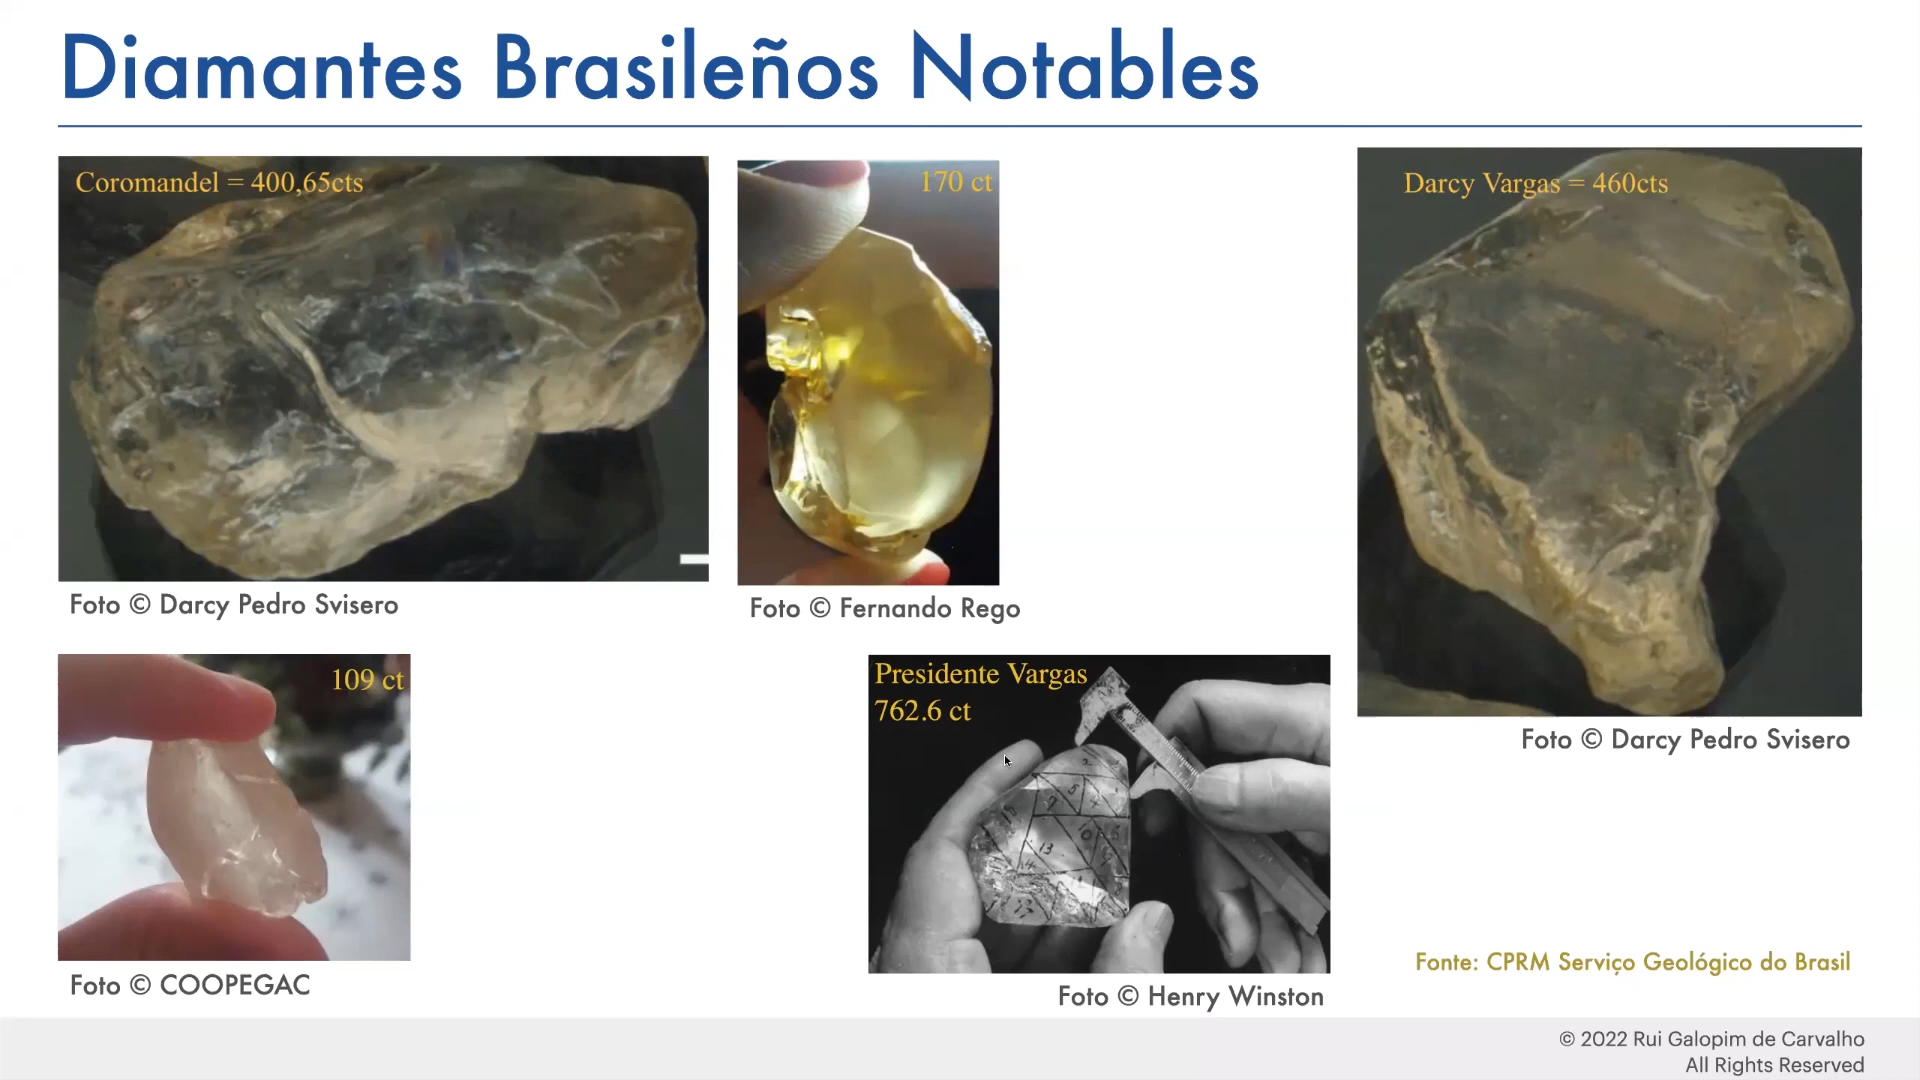 Diamantes Brasileños Notables
Coromandel = 400,65cts
170 ct
Darcy Vargas = 460cts
Foto © Darcy Pedro Svisero
Foto © Fernando Rego
109 ct
Presidente Vargas
762.6 ct
Foto © Darcy Pedro Svisero
Foto © COOPEGAC
Foto © Henry Winston
Fonte: CPRM Serviço Geológico do Brasil
© 2022 Rui Galopim de Carvalho
All Rights Reserved